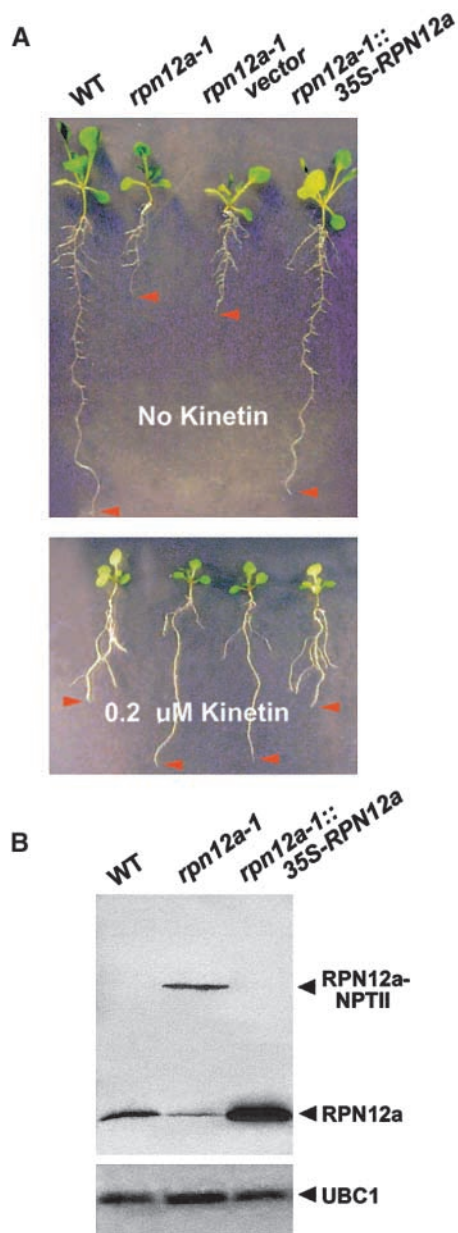 A
WT
rpn12a-1
rpn12a-1
vector
rpn12a-1::
35S-RPN12a
No Kinetin
0.2 µM Kinetin
B
WT
rpn12a-1
rpn12a-1::
35S-RPN12a
RPN12a-
NPTII
RPN12a
UBC1